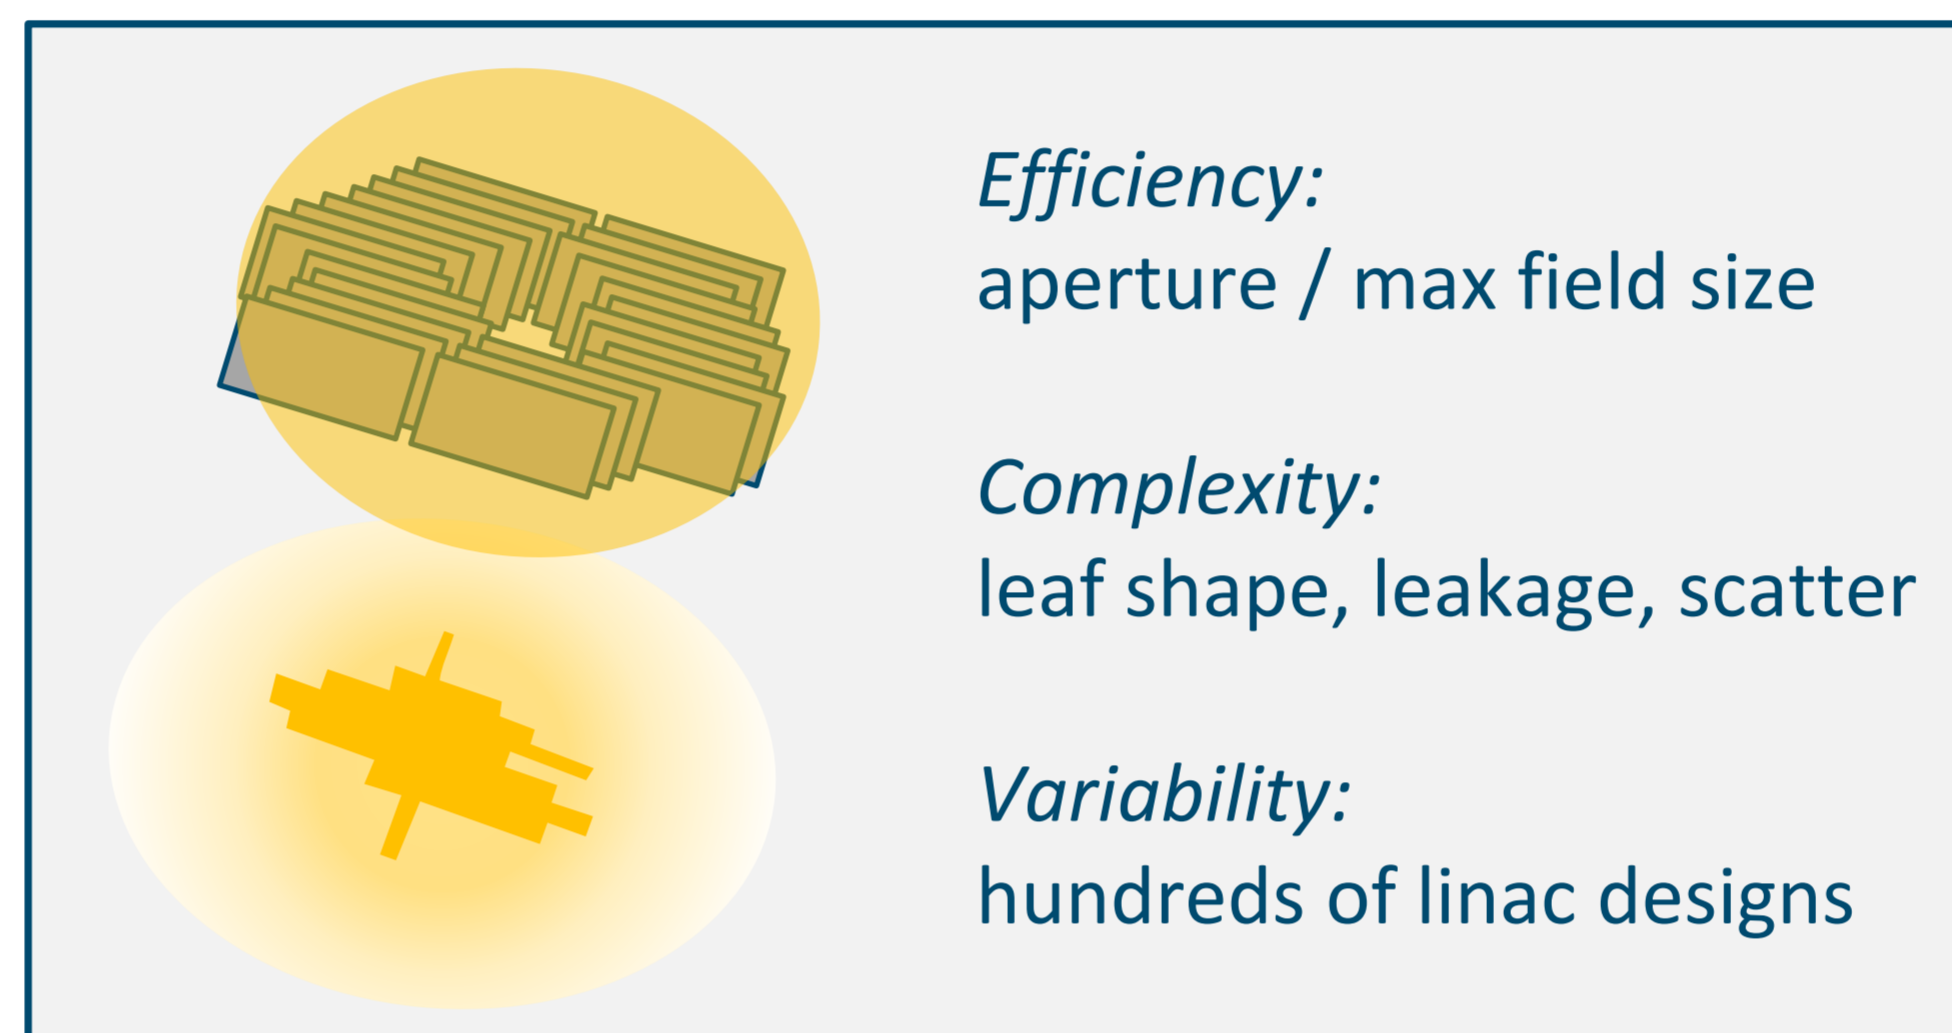 Efficiency:
aperture / max field size
Complexity:
leaf shape, leakage, scatter
Variability:
hundreds of linac designs